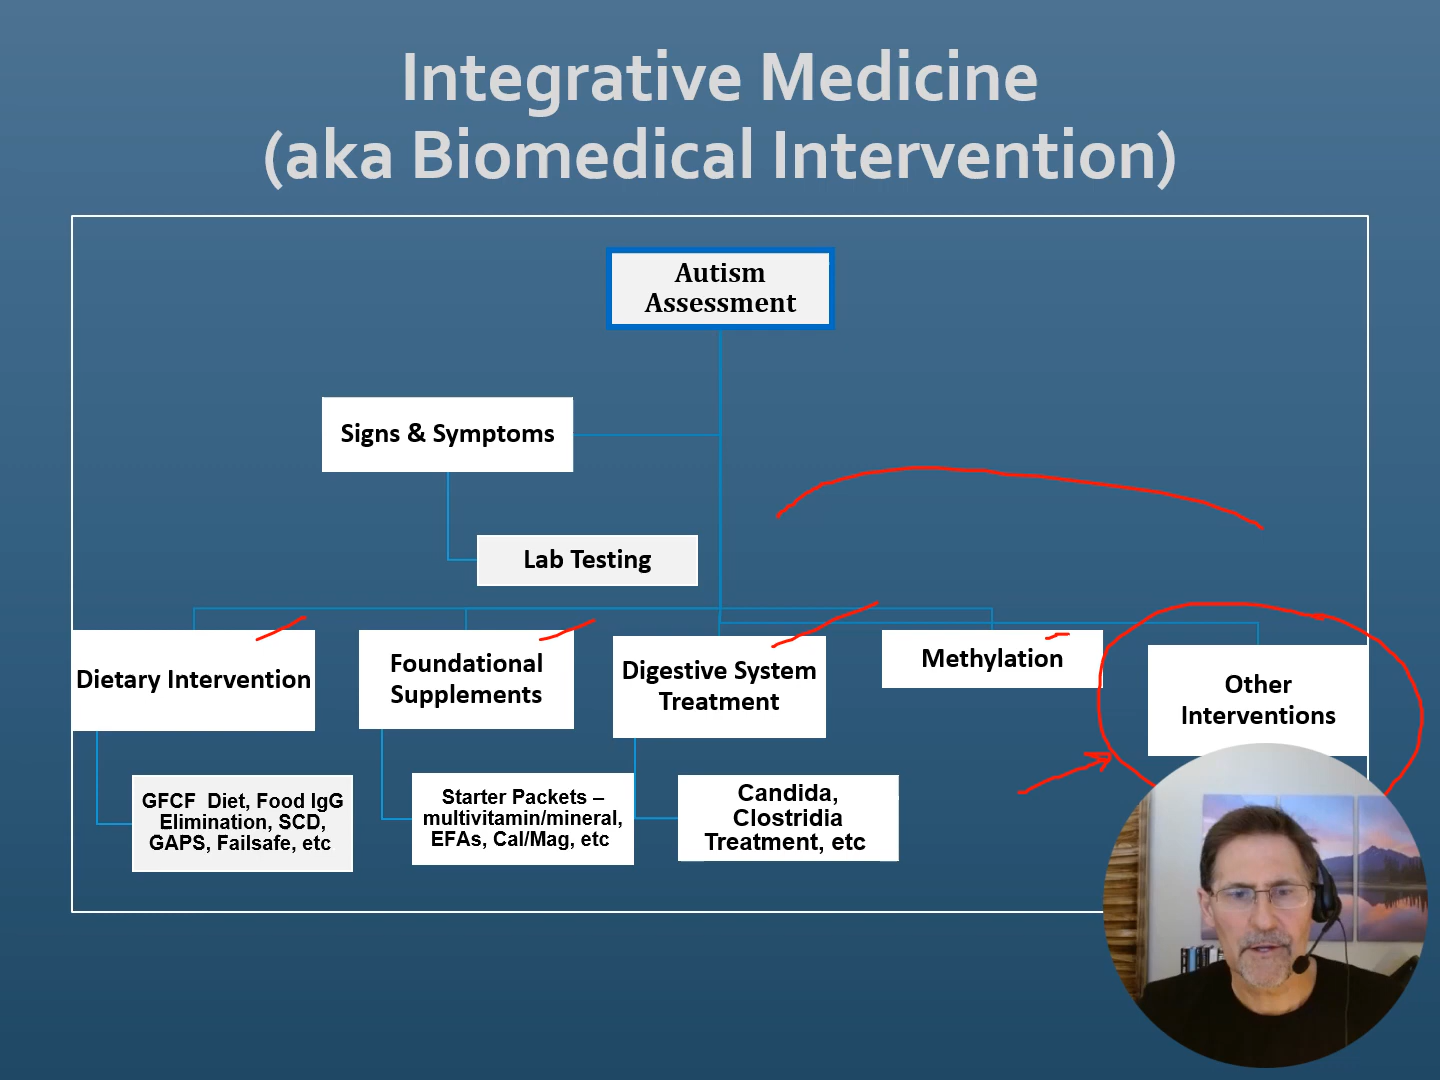 Integrative Medicine
(aka Biomedical Intervention)
Autism
Assessment
Signs & Symptoms
Lab Testing
Dietary Intervention
Foundational
Supplements
Digestive System
Treatment
Methylation
Other
Interventions
GFCF Diet, Food IgG
Elimination, SCD,
GAPS, Failsafe, etc
Starter Packets –
multivitamin/mineral,
EFAs, Cal/Mag, etc
Candida,
Clostridia
Treatment, etc